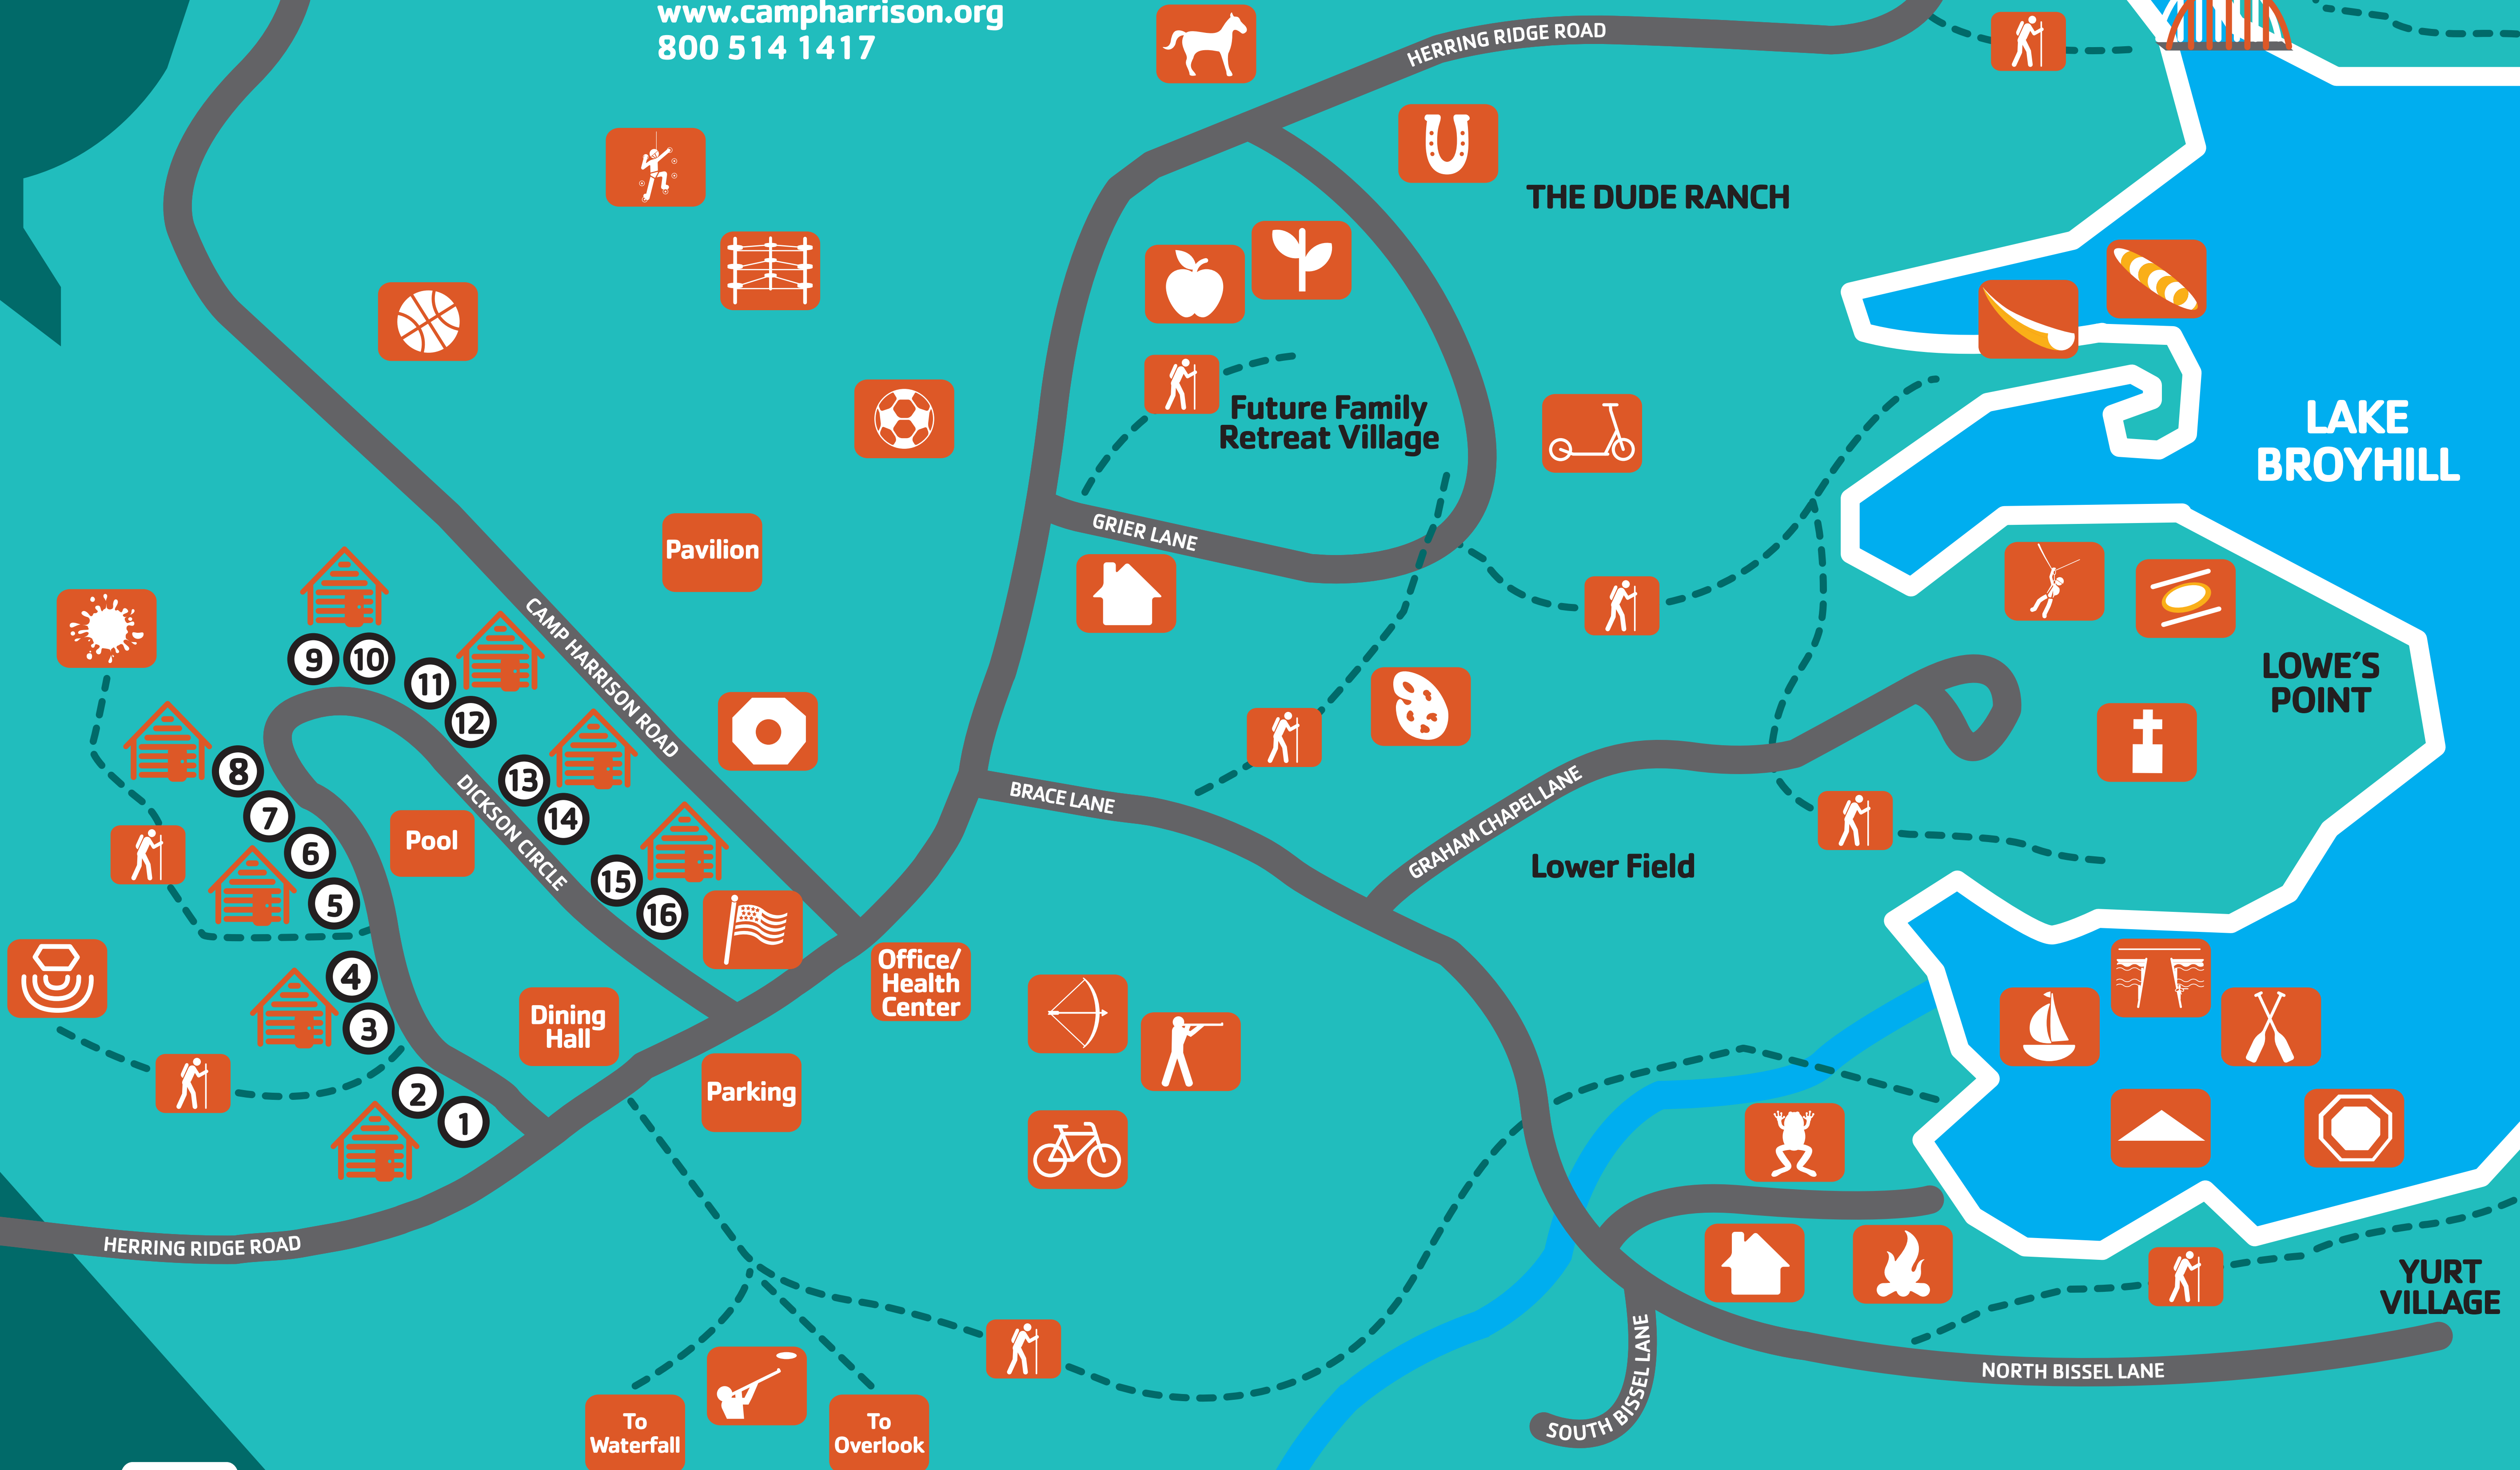 www.campharrison.org
800 514 1417
HERRING RIDGE ROAD
THE DUDE RANCH
Future Family
Retreat Village
LAKE
BROYHILL
GRIER LANE
Pavilion
CAMP HARRISON ROAD
LOWE'S
POINT
9
10
11
12
8
13
7
14
6
5
15
16
4
3
2
1
Pool
DICKSON CIRCLE
BRACE LANE
GRAHAM CHAPEL LANE
Lower Field
Office/
Health
Center
Dining
Hall
Parking
HERRING RIDGE ROAD
YURT
VILLAGE
NORTH BISSEL LANE
SOUTH BISSEL LANE
To
Waterfall
To
Overlook